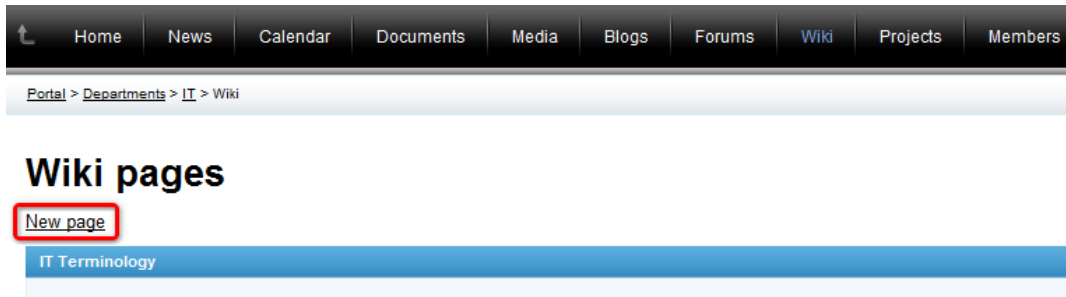 Home News Calendar Documents Media Blogs Forums Wiki Projects Members
Portal > Departments > IT > Wiki
Wiki pages
New page
IT Terminology